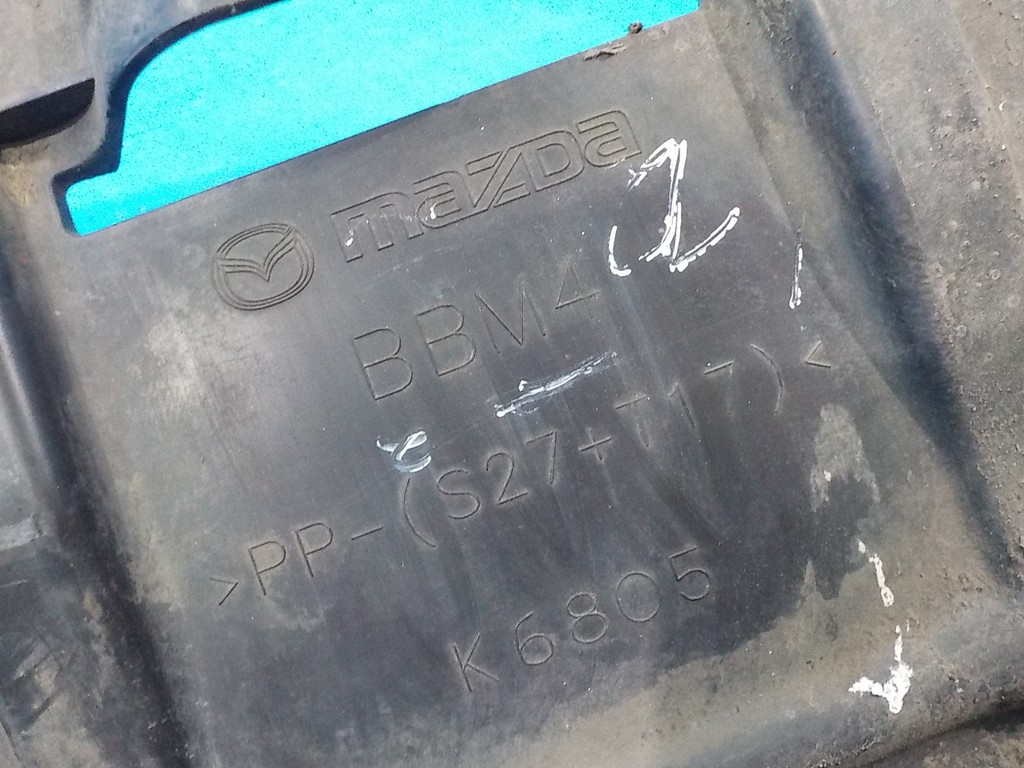 mazDa
BBM4
>PP-(S27+T17)<
K6805